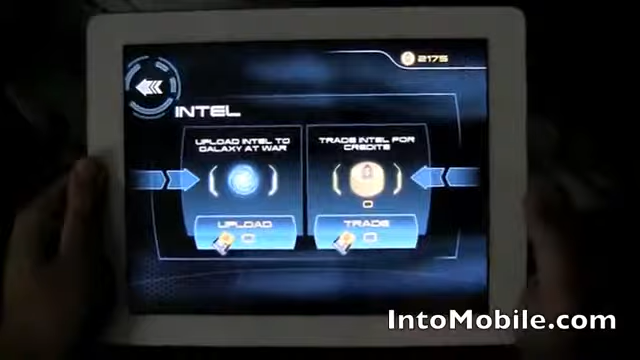 2175
INTEL
UPLOAD INTEL TO
GALAXY AT WAR
TRADE INTEL FOR
CREDITS
0
UPLOAD
0
TRADE
0
IntoMobile.com